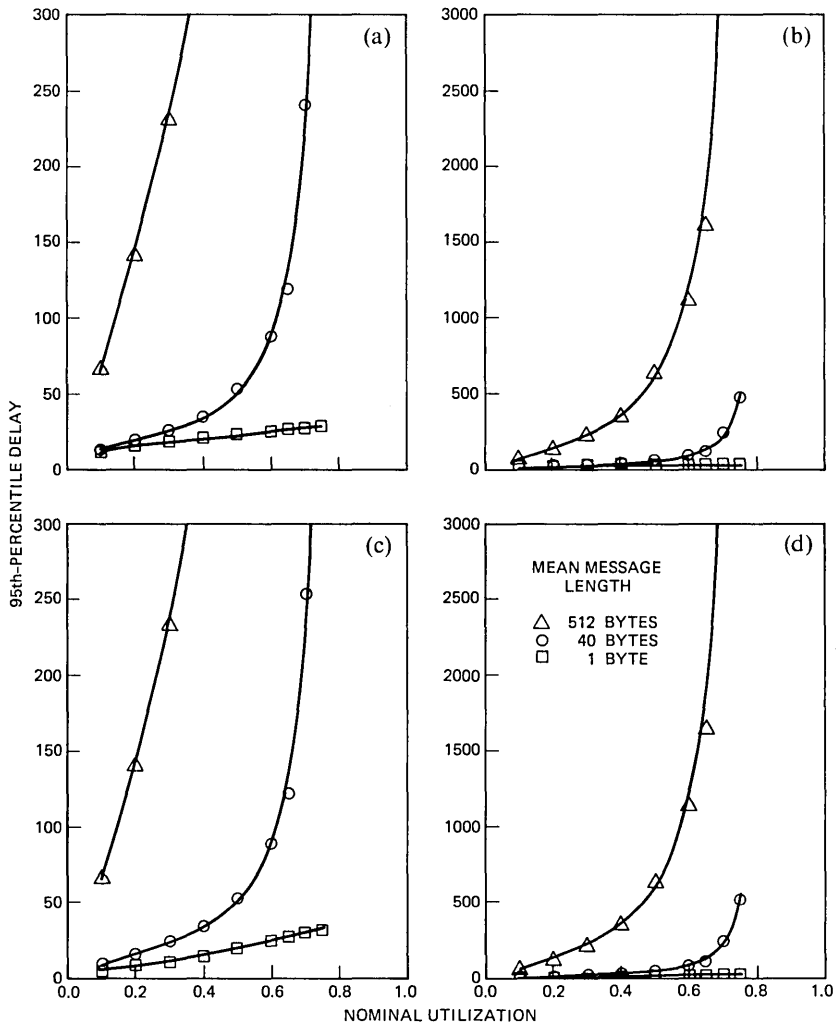 95th-PERCENTILE DELAY
(a)
300
250
200
150
100
50
0
(b)
3000
2500
2000
1500
1000
500
0
(c)
300
250
200
150
100
50
0
0.0 0.2 0.4 0.6 0.8 1.0
(d)
3000
2500
2000
1500
1000
500
0
0.0 0.2 0.4 0.6 0.8 1.0
MEAN MESSAGE
LENGTH
512 BYTES
40 BYTES
1 BYTE
NOMINAL UTILIZATION